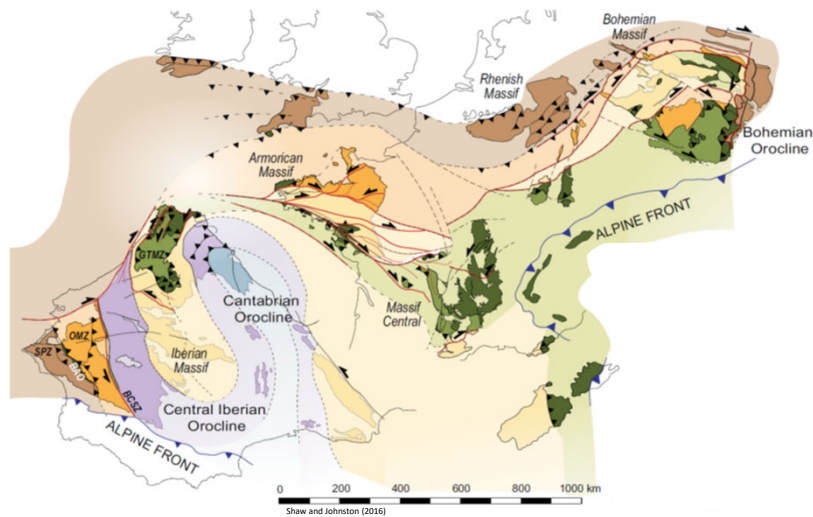 Bohemian
Massif
Rhenish
Massif
Bohemian
Orocline
Armorican
Massif
ALPINE FRONT
GTMZ
Cantabrian
Orocline
Massif
Central
OMZ
SPZ
BAO
Iberian
Massif
BCSZ
Central Iberian
Orocline
ALPINE FRONT
0 200 400 600 800 1000 km
Shaw and Johnston (2016)